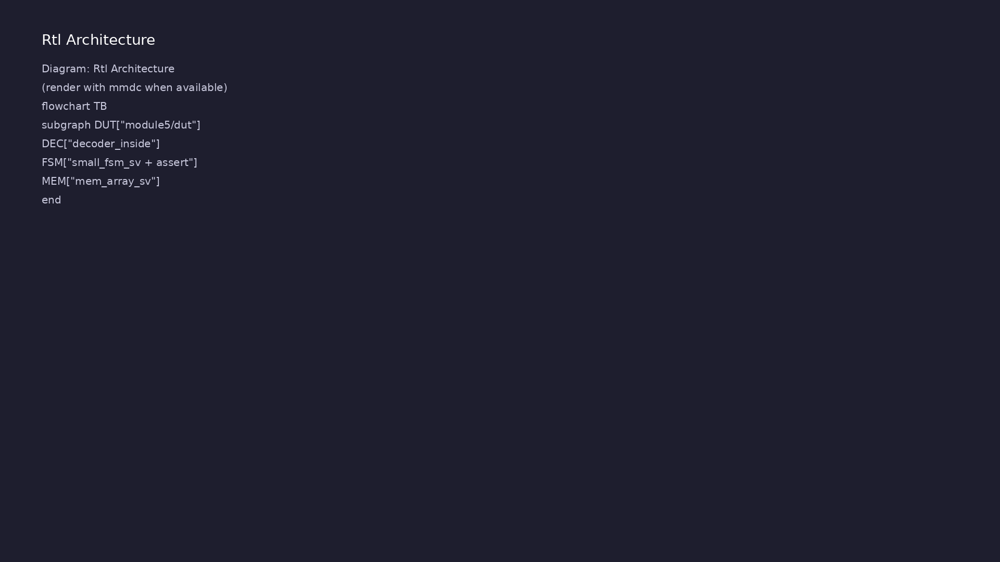 Rtl Architecture
Diagram: Rtl Architecture
(render with mmdc when available)
flowchart TB
subgraph DUT["module5/dut"]
DEC["decoder_inside"]
FSM["small_fsm_sv + assert"]
MEM["mem_array_sv"]
end